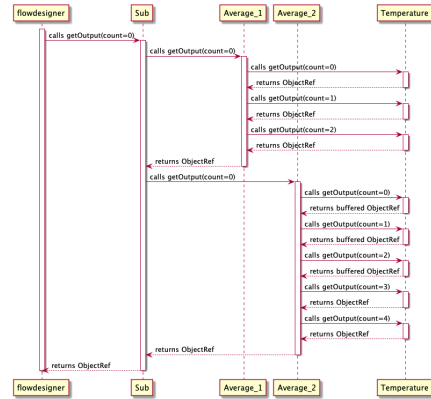 flowdesigner Sub Average_1 Average_2 Temperature
calls getOutput(count=0)
calls getOutput(count=0)
calls getOutput(count=0)
returns ObjectRef
calls getOutput(count=1)
returns ObjectRef
calls getOutput(count=2)
returns ObjectRef
returns ObjectRef
calls getOutput(count=0)
calls getOutput(count=0)
returns buffered ObjectRef
calls getOutput(count=1)
returns buffered ObjectRef
calls getOutput(count=2)
returns buffered ObjectRef
calls getOutput(count=3)
returns ObjectRef
calls getOutput(count=4)
returns ObjectRef
returns ObjectRef
returns ObjectRef
flowdesigner Sub Average_1 Average_2 Temperature